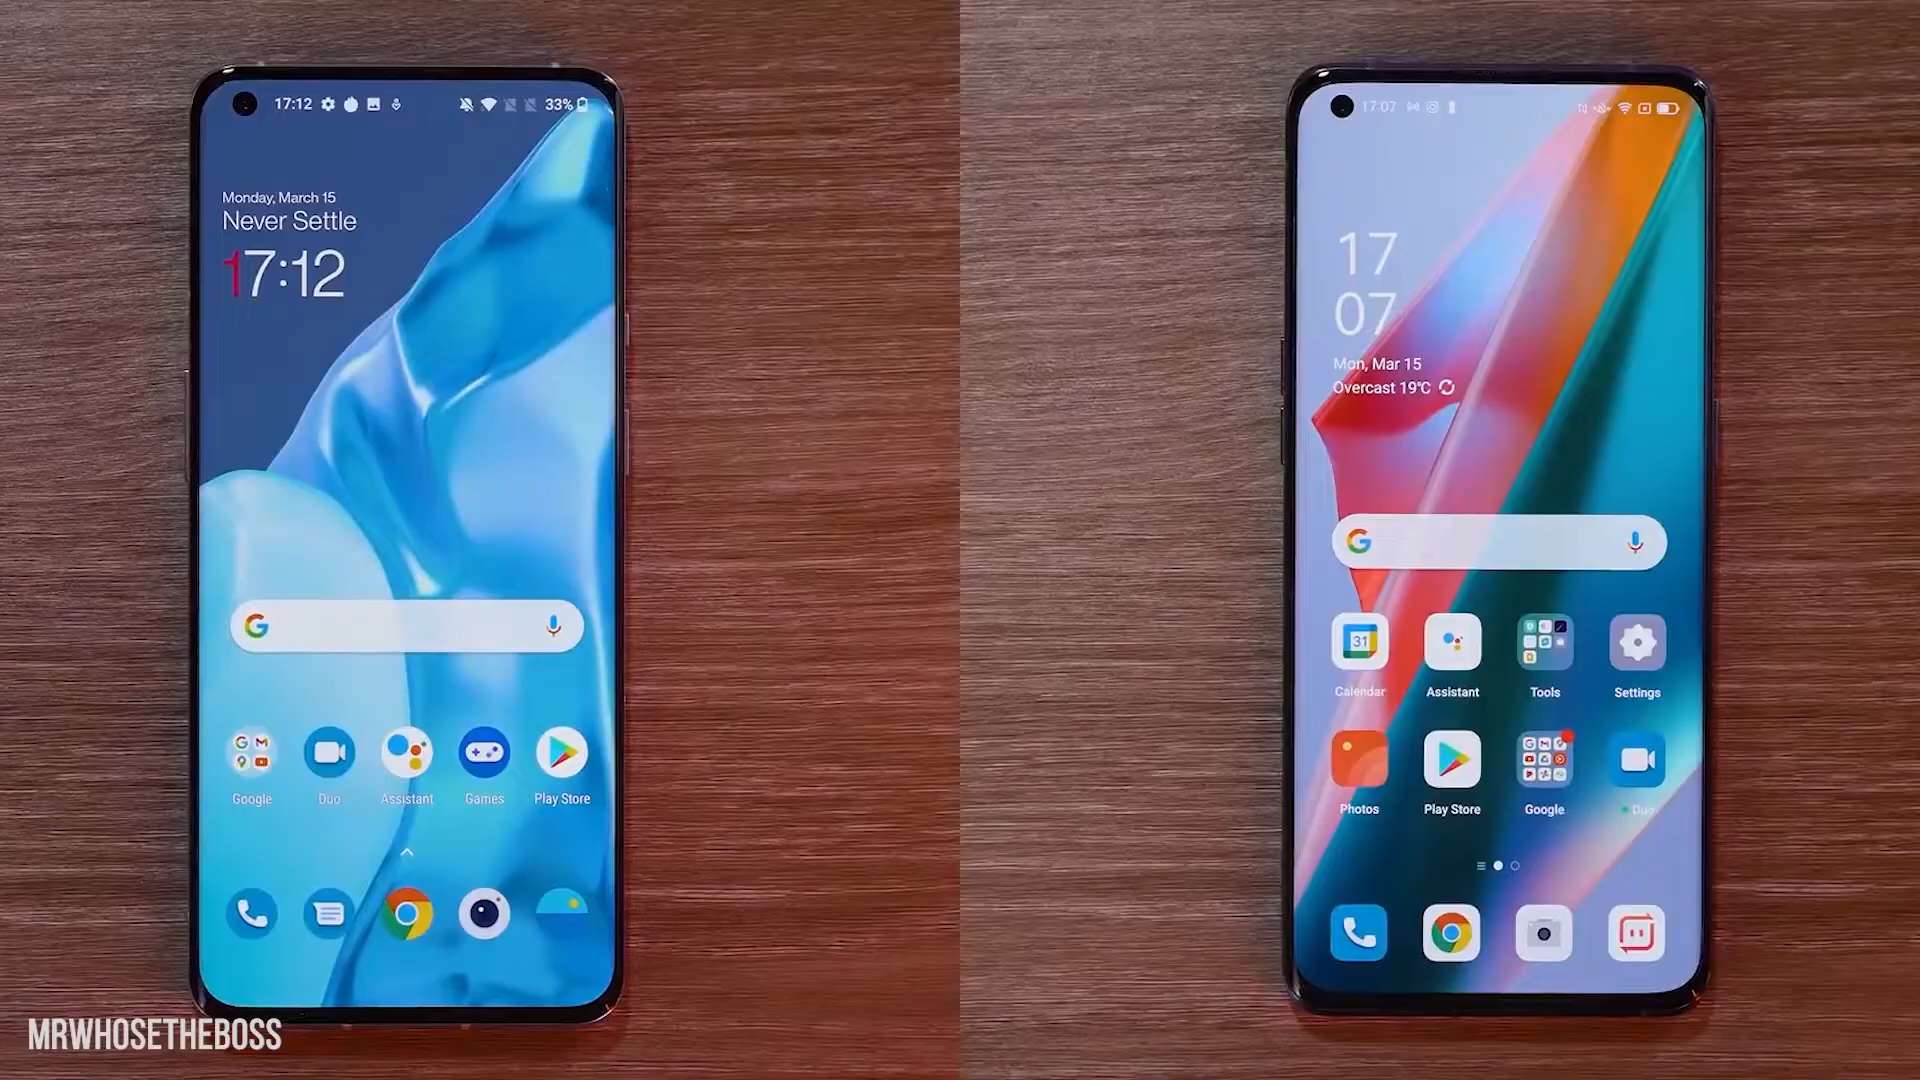 17:12
33%
Monday, March 15
Never Settle
17:12
Google
Duo
Assistant
Games
Play Store
17:07
17
07
Mon, Mar 15
Overcast 19°C
31
Calendar
Assistant
Tools
Settings
Photos
Play Store
Google
Duo
MRWHOSETHEBOSS